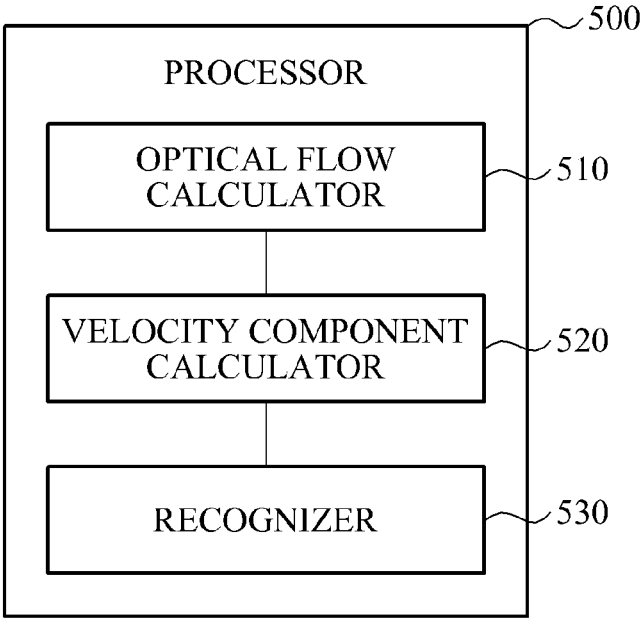 500
PROCESSOR
OPTICAL FLOW
CALCULATOR
510
VELOCITY COMPONENT
CALCULATOR
520
RECOGNIZER
530